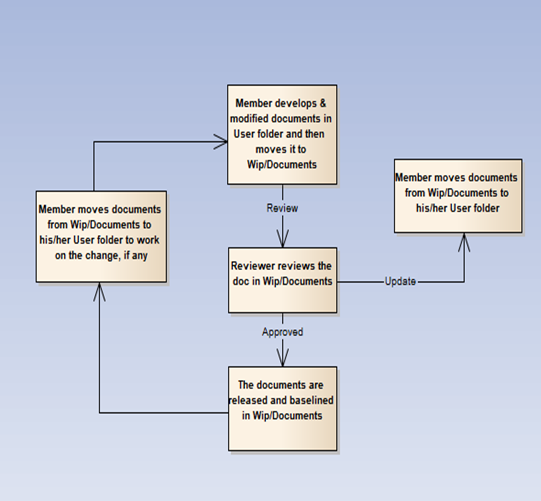 Member develops &
modified documents in
User folder and then
moves it to
Wip/Documents
Review
Member moves documents
from Wip/Documents to
his/her User folder
Member moves documents
from Wip/Documents to
his/her User folder to work
on the change, if any
Reviewer reviews the
doc in Wip/Documents
Update
Approved
The documents are
released and baselined
in Wip/Documents